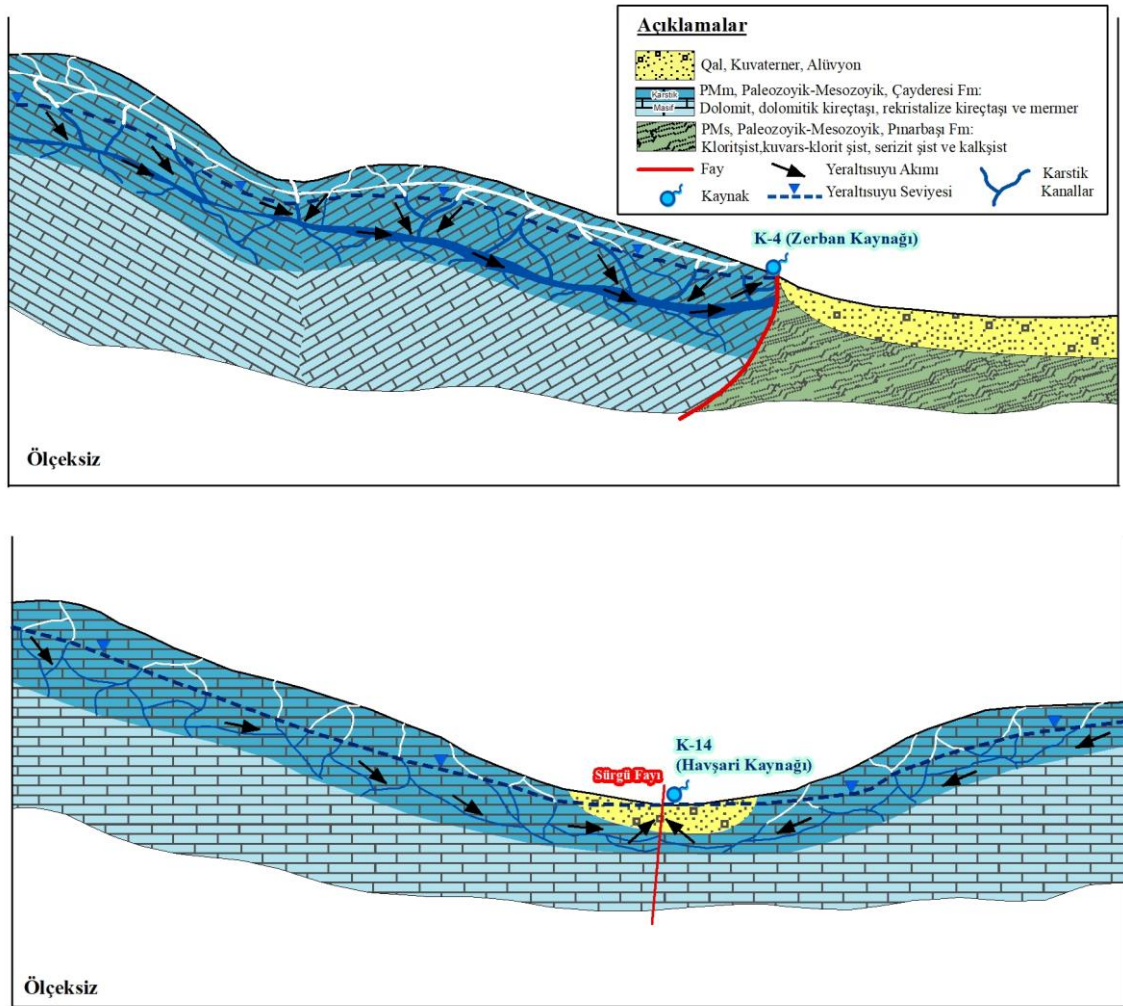 Açıklamalar
Qal, Kuvaterner, Alüvyon
Karstik
Masif
PMm, Paleozoyik-Mesozoyik, Çayderesi Fm:
Dolomit, dolomitik kireçtaşı, rekristalize kireçtaşı ve mermer
PMs, Paleozoyik-Mesozoyik, Pınarbaşı Fm:
Kloritşist,kuvars-klorit şist, serizit şist ve kalkşist
Fay
Yeraltısuyu Akımı
Karstik
Kanallar
Kaynak
Yeraltısuyu Seviyesi
K-4 (Zerban Kaynağı)
Ölçeksiz
K-14
(Havşari Kaynağı)
Sürgü Fayı
Ölçeksiz